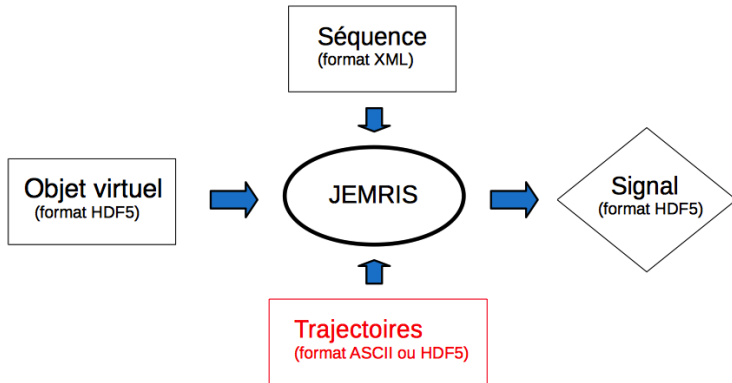 Séquence
(format XML)
Objet virtuel
(format HDF5)
JEMRIS
Signal
(format HDF5)
Trajectoires
(format ASCII ou HDF5)